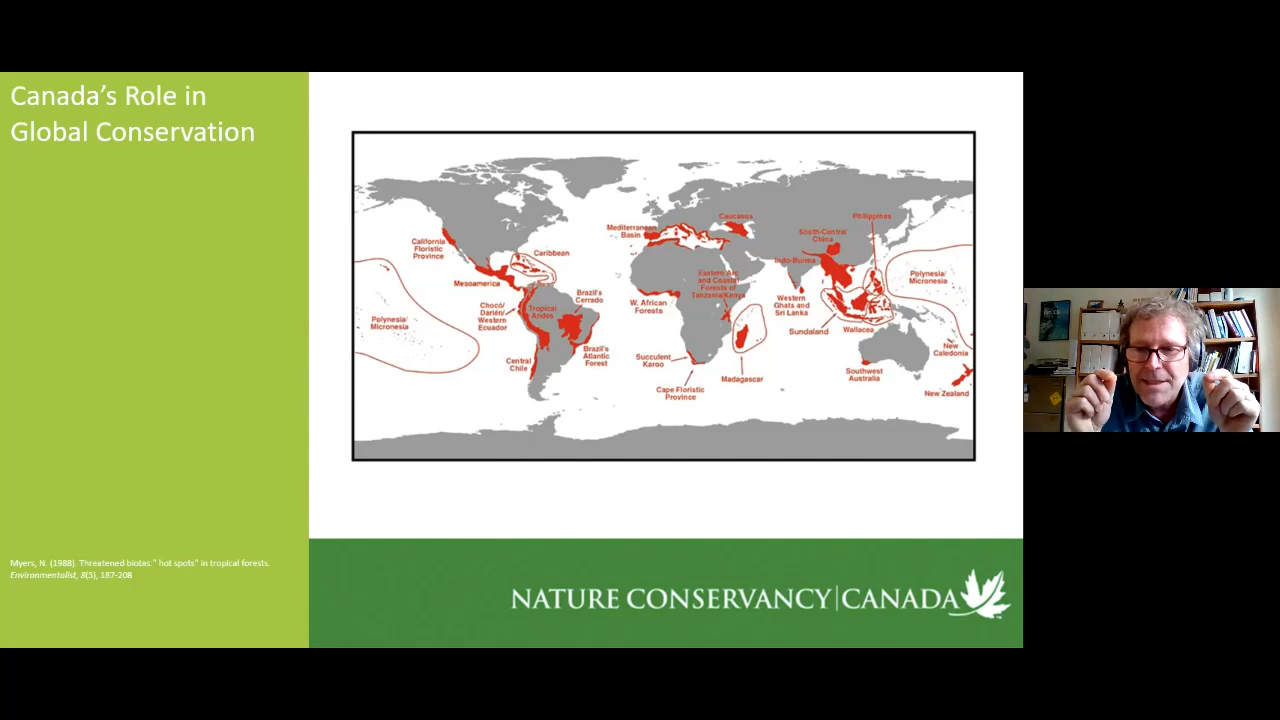 Canada's Role in
Global Conservation
Philippines
Caucasus
Mediterranean
Basin
South-Central
China
California
Floristic
Province
Caribbean
Indo-Burma
Eastern Arc
and Coastal
Forests of
Tanzania/Kenya
Polynesia/
Micronesia
Mesoamerica
Brazil's
Cerrado
Chocó/
Darién/
Western
Ecuador
Tropical
Andes
W. African
Forests
Western
Ghats and
Sri Lanka
Polynesia/
Micronesia
Sundaland
Wallacea
New
Caledonia
Brazil's
Atlantic
Forest
Central
Chile
Succulent
Karoo
Madagascar
Southwest
Australia
Cape Floristic
Province
New Zealand
Myers, N. (1988). Threatened biotas:" hot spots" in tropical forests.
Environmentalist, 8(3), 187-208
NATURE CONSERVANCY CANADA